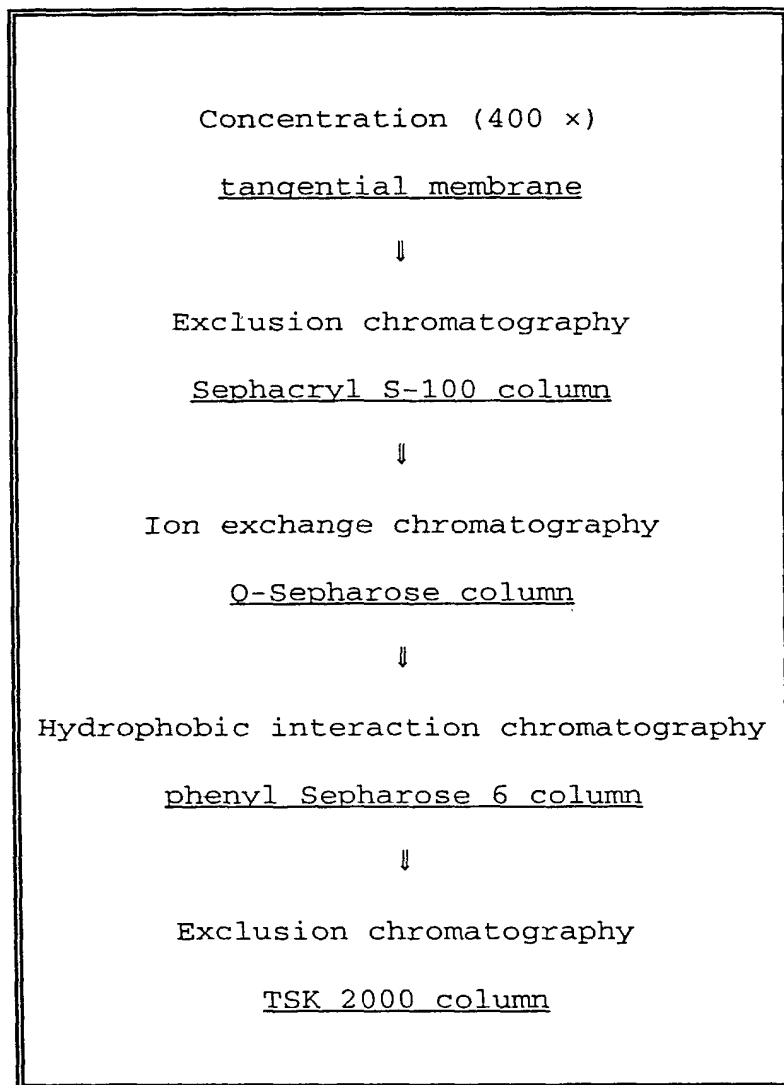 Concentration (400 ×)
tangential membrane
⇓
Exclusion chromatography
Sephacryl S-100 column
⇓
Ion exchange chromatography
Q-Sepharose column
⇓
Hydrophobic interaction chromatography
phenyl Sepharose 6 column
⇓
Exclusion chromatography
TSK 2000 column